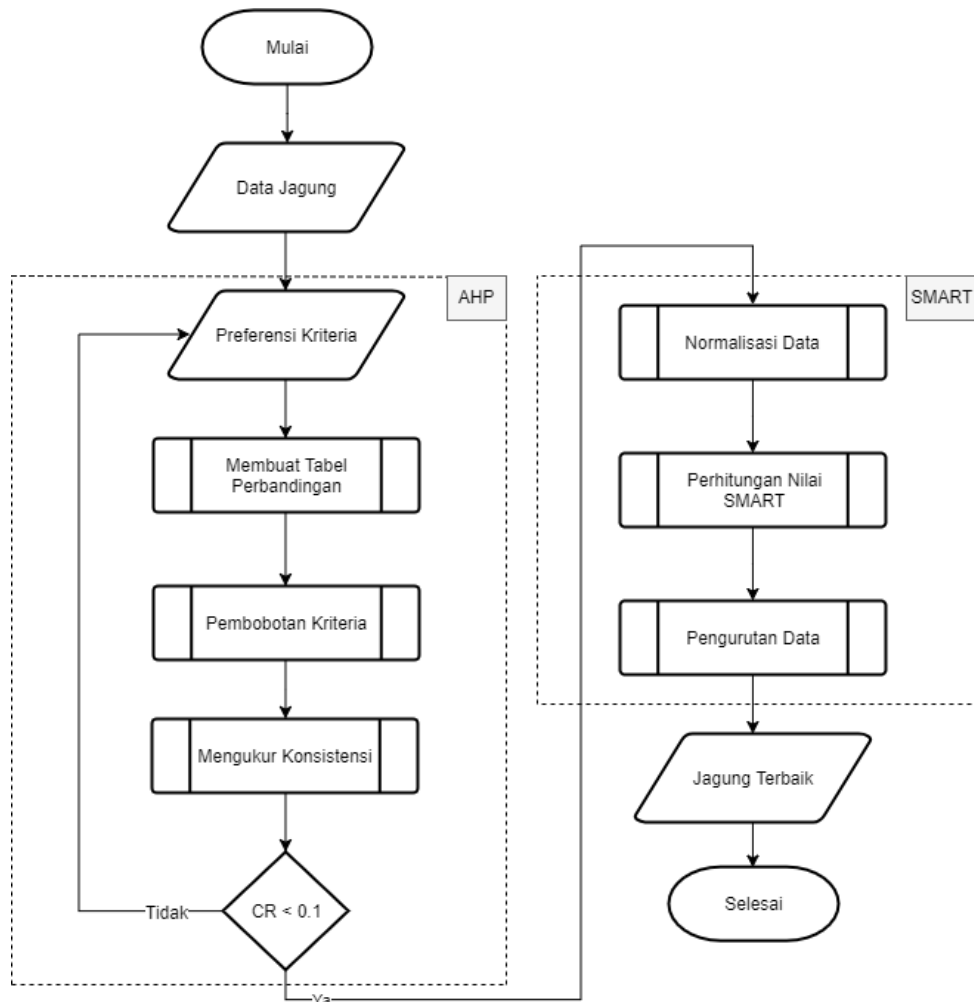 Mulai
Data Jagung
AHP
Preferensi Kriteria
Membuat Tabel
Perbandingan
Pembobotan Kriteria
Mengukur Konsistensi
CR < 0.1
Tidak
Ya
SMART
Normalisasi Data
Perhitungan Nilai
SMART
Pengurutan Data
Jagung Terbaik
Selesai